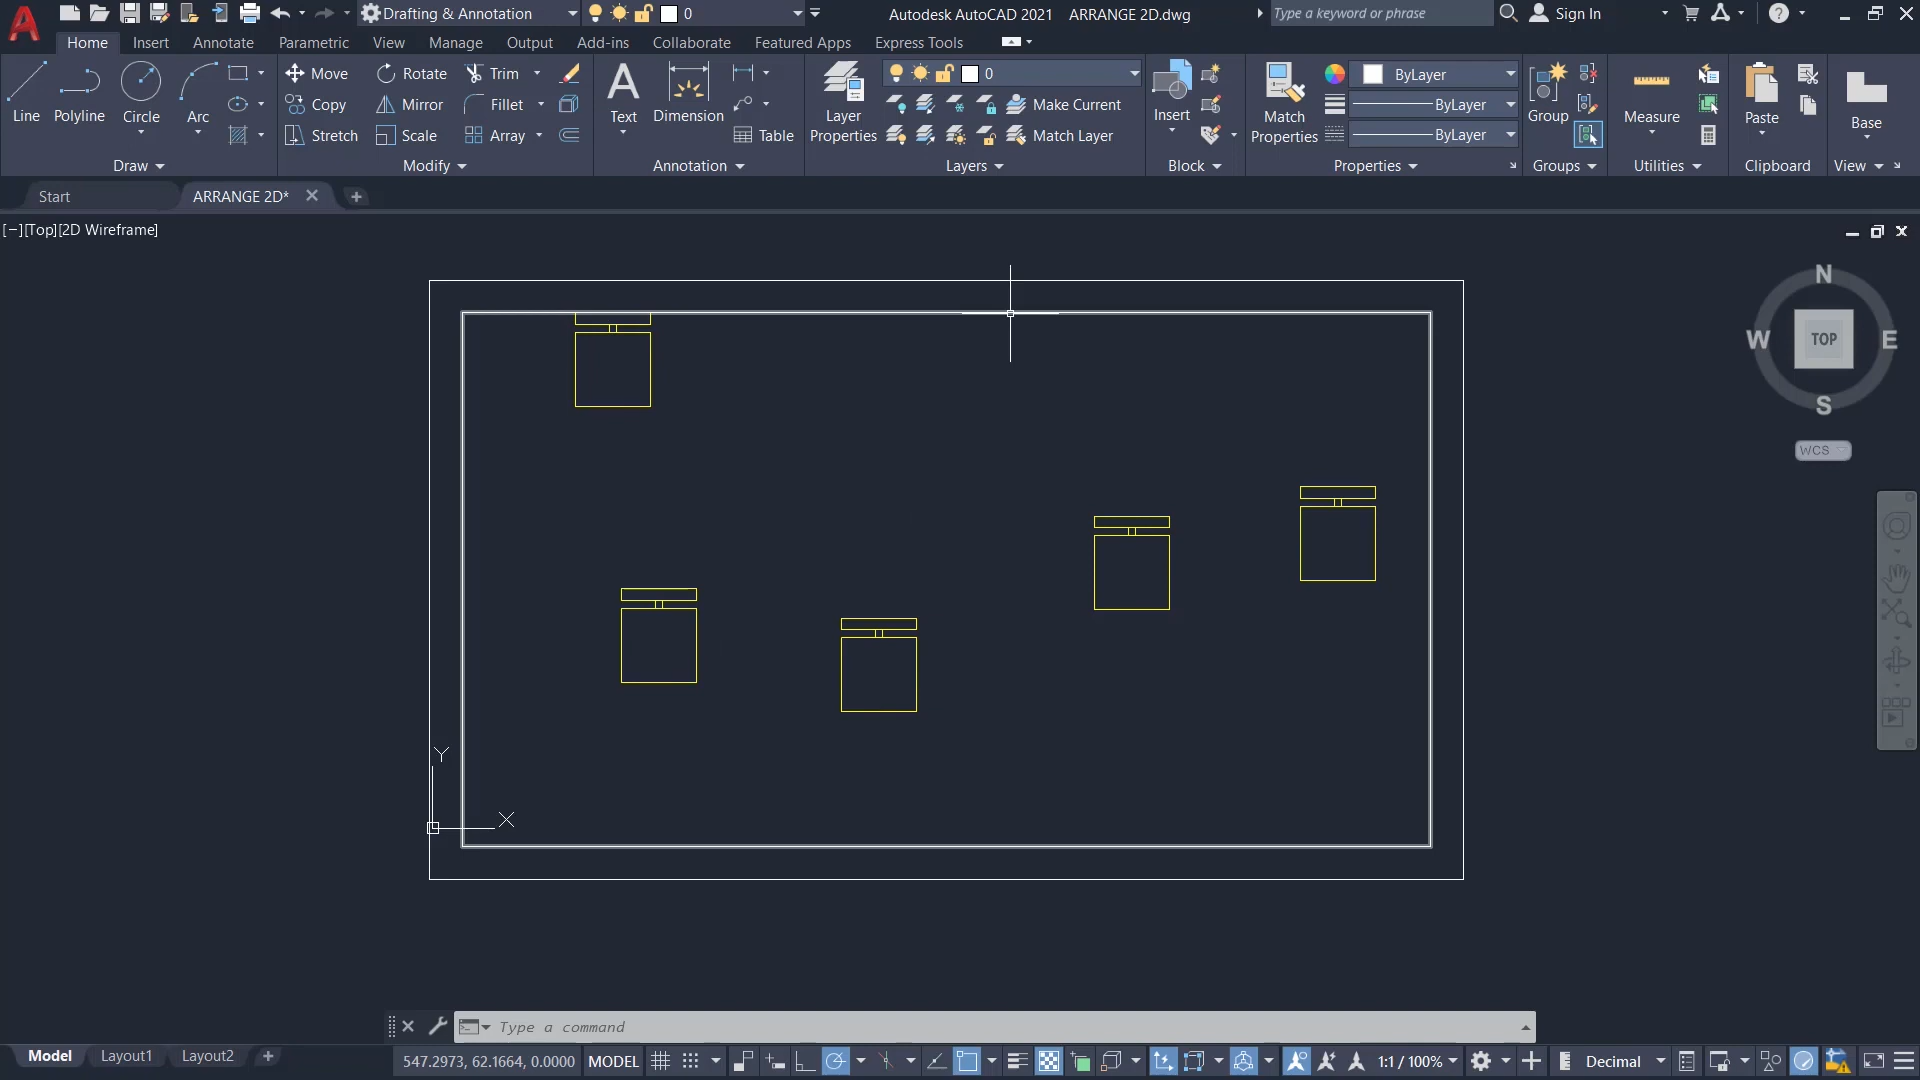 Drafting & Annotation
0
Autodesk AutoCAD 2021 ARRANGE 2D.dwg
Type a keyword or phrase
Sign In
Home Insert Annotate Parametric View Manage Output Add-ins Collaborate Featured Apps Express Tools
Line Polyline Circle Arc
Move Rotate Trim
Copy Mirror Fillet
Stretch Scale Array
Text Dimension Table
Layer Properties
0
Make Current
Match Layer
Insert
Match Properties
ByLayer
ByLayer
ByLayer
Group
Measure
Paste
Base
Draw Modify Annotation Layers Block Properties Groups Utilities Clipboard View
Start ARRANGE 2D*
[−][Top][2D Wireframe]
N
W TOP E
S
WCS
Y
X
Type a command
Model Layout1 Layout2
547.2973, 62.1664, 0.0000 MODEL 1:1 / 100% Decimal